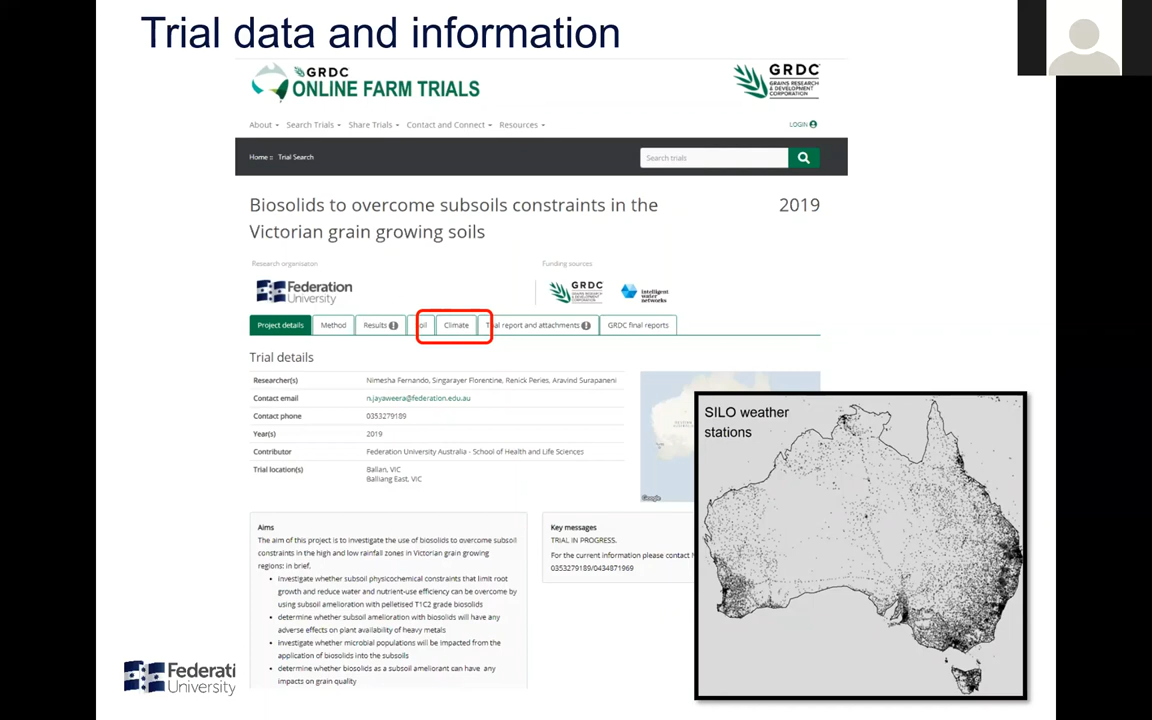 Trial data and information
GRDC
ONLINE FARM TRIALS
GRDC
GRAINS RESEARCH
& DEVELOPMENT
CORPORATION
About
Search Trials
Share Trials
Contact and Connect
Resources
LOGIN
Home :: Trial Search
Search trials
Biosolids to overcome subsoils constraints in the
Victorian grain growing soils
2019
Research organisation
Funding sources
Federation
University
GRDC
GRAINS RESEARCH
& DEVELOPMENT
CORPORATION
intelligent
water
networks
Project details
Method
Results
oil
Climate
rial report and attachments
GRDC final reports
Trial details
Researcher(s) Nimesha Fernando, Singarayer Florentine, Renick Peries, Aravind Surapaneni
Contact email n.jayaweera@federation.edu.au
Contact phone 0353279189
Year(s) 2019
Contributor Federation University Australia - School of Health and Life Sciences
Trial location(s) Ballan, VIC
Balliang East, VIC
Google
SILO weather
stations
Aims
The aim of this project is to investigate the use of biosolids to overcome subsoil
constraints in the high and low rainfall zones in Victorian grain growing
regions: in brief,
• investigate whether subsoil physicochemical constraints that limit root
growth and reduce water and nutrient-use efficiency can be overcome by
using subsoil amelioration with pelletised T1C2 grade biosolids
• determine whether subsoil amelioration with biosolids will have any
adverse effects on plant availability of heavy metals
• investigate whether microbial populations will be impacted from the
application of biosolids into the subsoils
• determine whether biosolids as a subsoil ameliorant can have any
impacts on grain quality
Key messages
TRIAL IN PROGRESS.
For the current information please contact
0353279189/0434871969
Federati
University